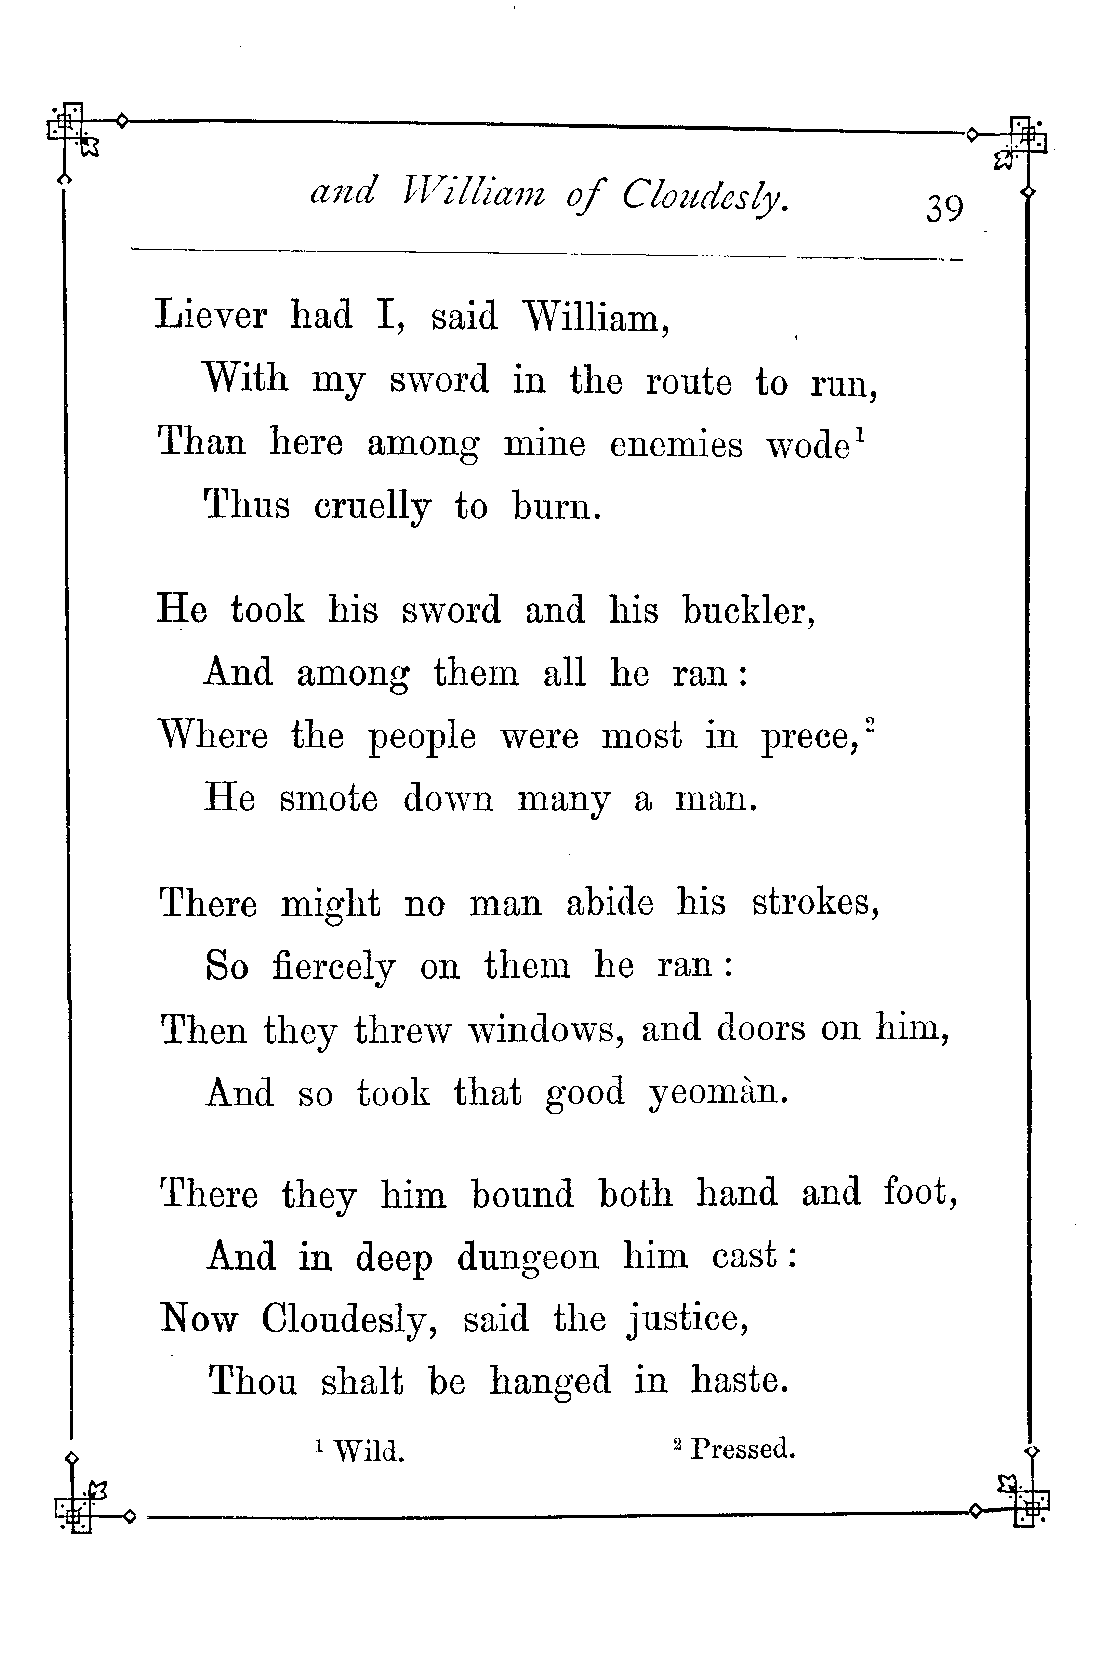 and William of Cloudesly. 39
Liever had I, said William,
With my sword in the route to run,
Than here among mine enemies wode¹
Thus cruelly to burn.
He took his sword and his buckler,
And among them all he ran :
Where the people were most in prece,²
He smote down many a man.
There might no man abide his strokes,
So fiercely on them he ran :
Then they threw windows, and doors on him,
And so took that good yeomàn.
There they him bound both hand and foot,
And in deep dungeon him cast :
Now Cloudesly, said the justice,
Thou shalt be hanged in haste.
¹ Wild. ² Pressed.